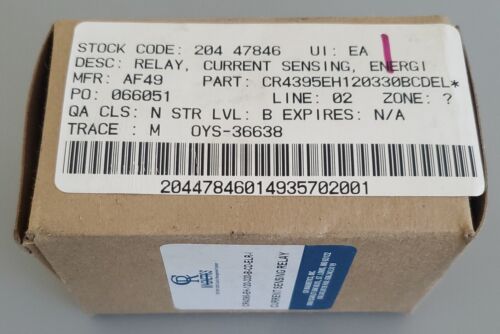 STOCK CODE: 204 47846 UI: EA
DESC: RELAY, CURRENT SENSING, ENERGI
MFR: AF49 PART: CR4395EH120330BCDEL*
PO: 066051 LINE: 02 ZONE: ?
QA CLS: N STR LVL: B EXPIRES: N/A
TRACE : M OYS-36638
20447846014935702001
CR
CURRENT SENSING RELAY